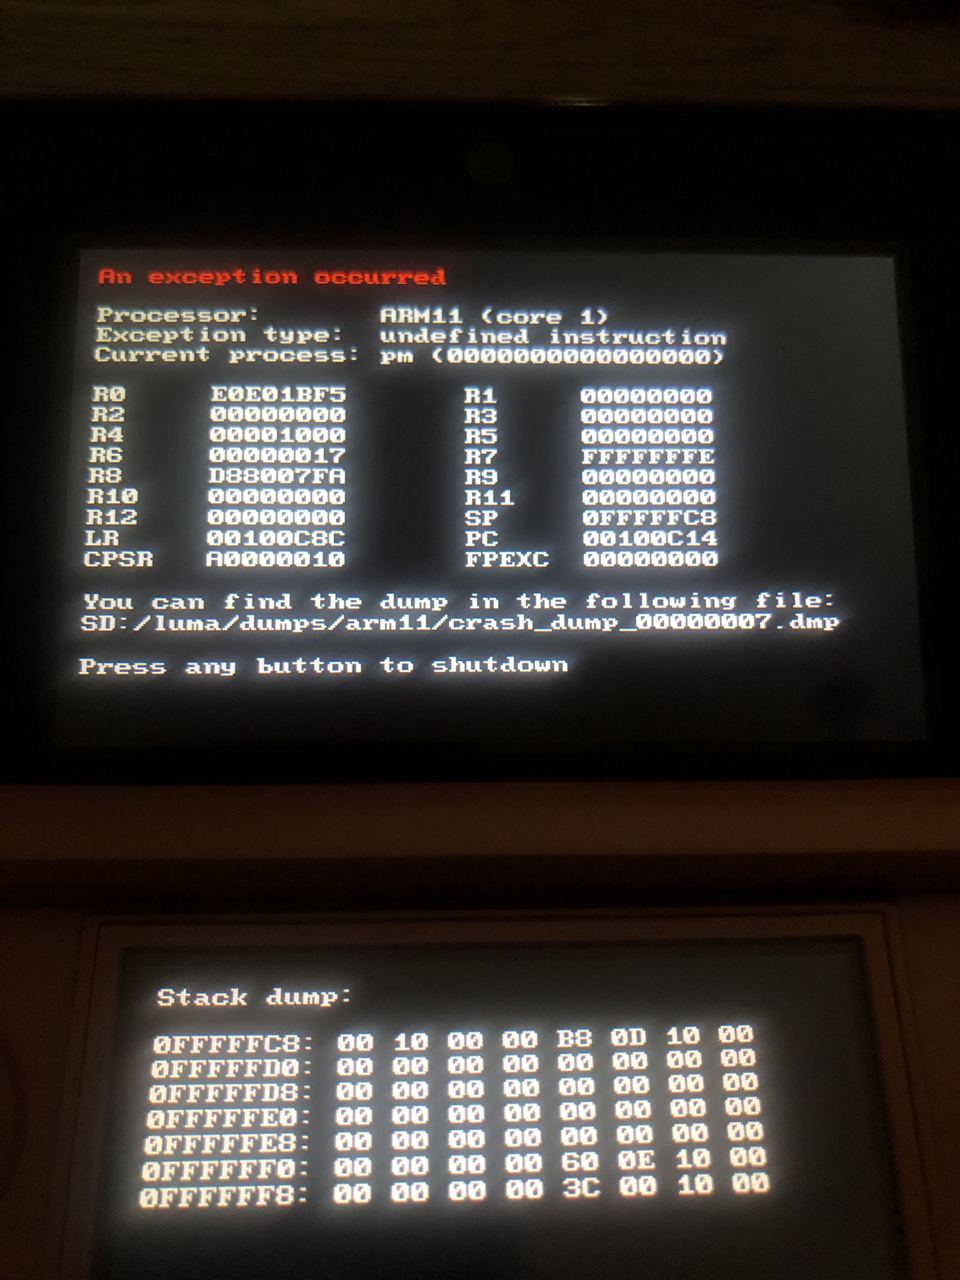 An exception occurred
Processor: ARM11 (core 1)
Exception type: undefined instruction
Current process: pm (0000000000000000)
R0 E0E01BF5 R1 00000000
R2 00000000 R3 00000000
R4 00001000 R5 00000000
R6 00000017 R7 FFFFFFFE
R8 D88007FA R9 00000000
R10 00000000 R11 00000000
R12 00000000 SP 0FFFFFC8
LR 00100C8C PC 00100C14
CPSR A0000010 FPEXC 00000000
You can find the dump in the following file:
SD:/luma/dumps/arm11/crash_dump_00000007.dmp
Press any button to shutdown
Stack dump:
0FFFFFC8: 00 10 00 00 B8 0D 10 00
0FFFFFD0: 00 00 00 00 00 00 00 00
0FFFFFD8: 00 00 00 00 00 00 00 00
0FFFFFE0: 00 00 00 00 00 00 00 00
0FFFFFE8: 00 00 00 00 00 00 00 00
0FFFFFF0: 00 00 00 00 60 0E 10 00
0FFFFFF8: 00 00 00 00 3C 00 10 00